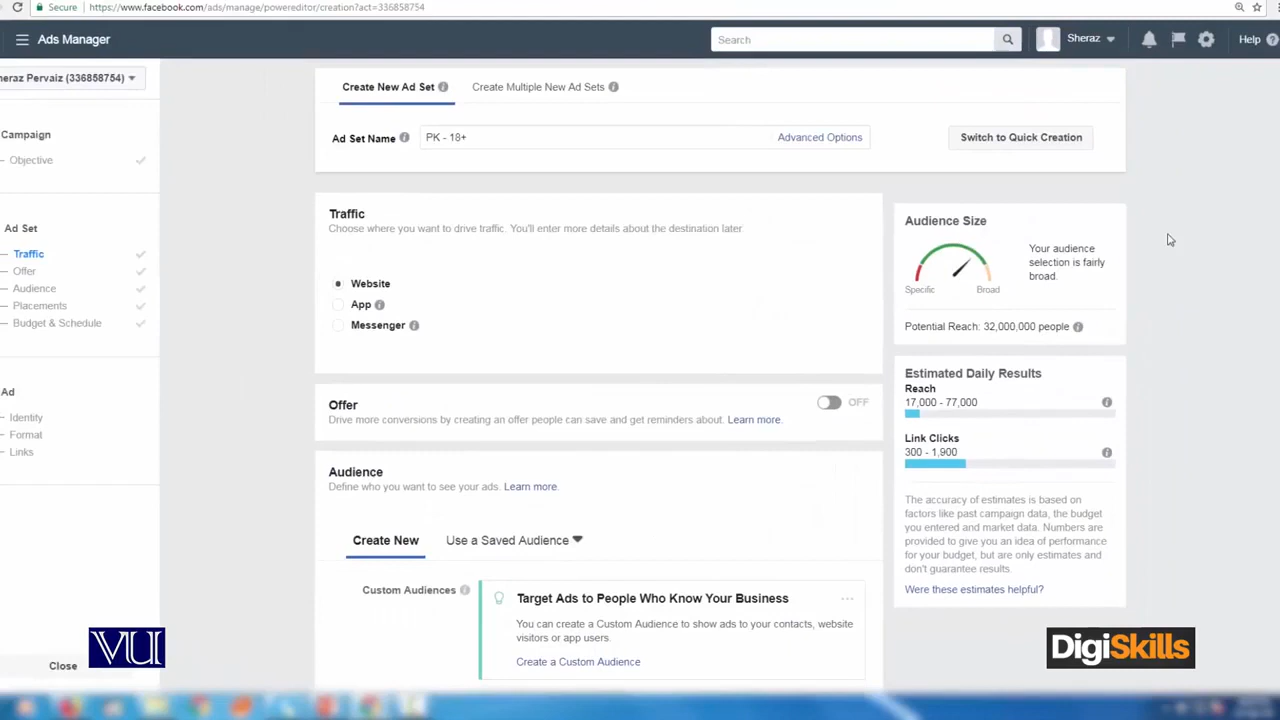 Secure
https://www.facebook.com/ads/manage/powereditor/creation?act=336858754
Ads Manager
Search
Sheraz
Help
heraz Pervaiz (336858754)
Campaign
Objective
Ad Set
Traffic
Offer
Audience
Placements
Budget & Schedule
Ad
Identity
Format
Links
Close
Create New Ad Set
Create Multiple New Ad Sets
Ad Set Name
PK - 18+
Advanced Options
Switch to Quick Creation
Traffic
Choose where you want to drive traffic. You'll enter more details about the destination later.
Website
App
Messenger
Offer
OFF
Drive more conversions by creating an offer people can save and get reminders about. Learn more.
Audience
Define who you want to see your ads. Learn more.
Create New
Use a Saved Audience
Custom Audiences
Target Ads to People Who Know Your Business
You can create a Custom Audience to show ads to your contacts, website
visitors or app users.
Create a Custom Audience
Audience Size
Your audience
selection is fairly
broad.
Specific
Broad
Potential Reach: 32,000,000 people
Estimated Daily Results
Reach
17,000 - 77,000
Link Clicks
300 - 1,900
The accuracy of estimates is based on
factors like past campaign data, the budget
you entered and market data. Numbers are
provided to give you an idea of performance
for your budget, but are only estimates and
don't guarantee results.
Were these estimates helpful?
VU
DigiSkills